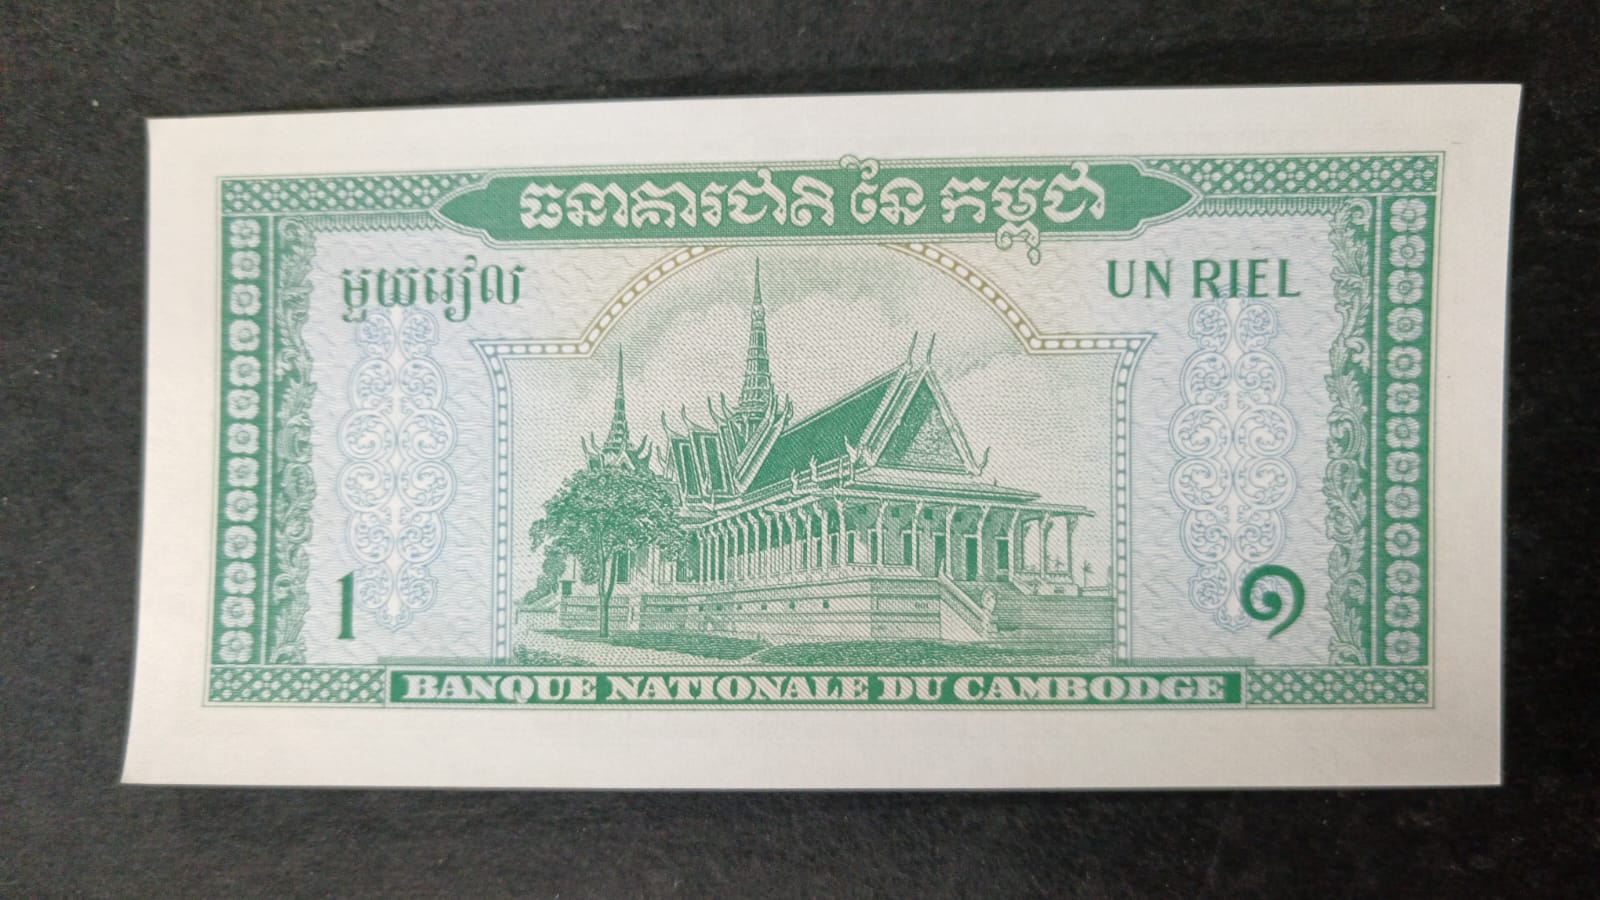 ធនាគារជាតិ នៃ កម្ពុជា
មួយរៀល
UN RIEL
1
១
BANQUE NATIONALE DU CAMBODGE